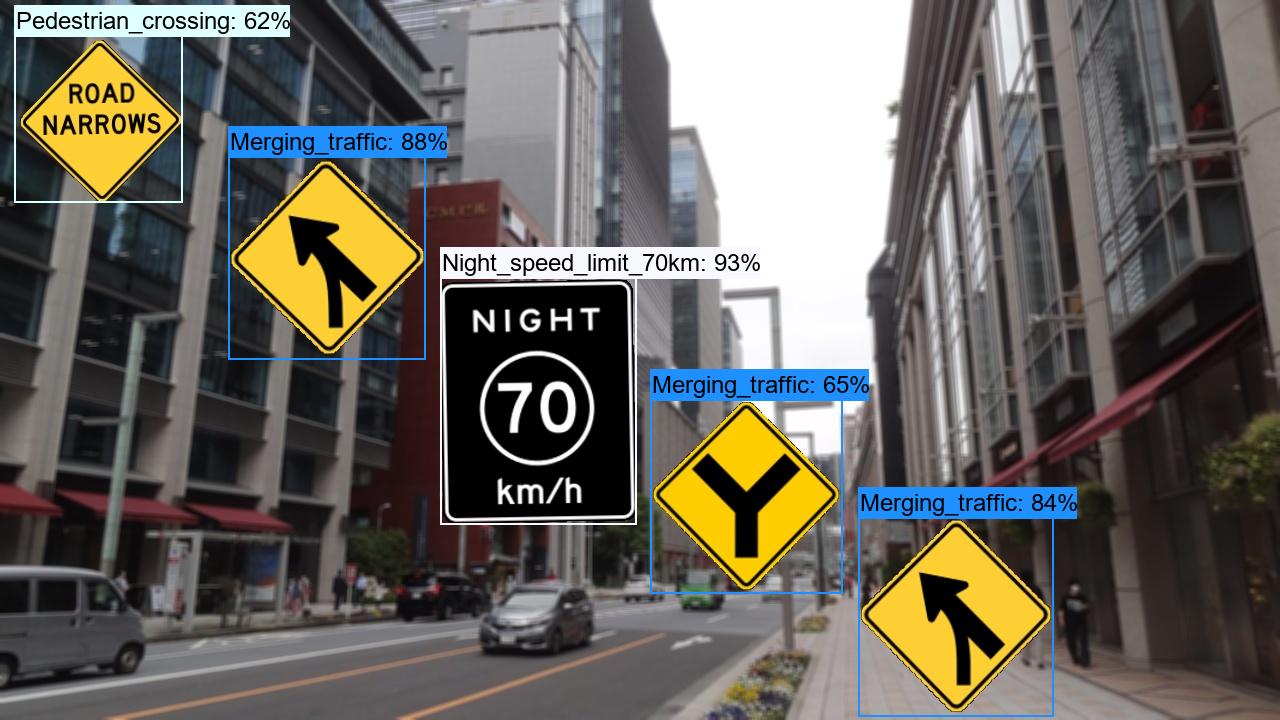 Pedestrian_crossing: 62%
ROAD
NARROWS
Merging_traffic: 88%
Night_speed_limit_70km: 93%
NIGHT
70
km/h
Merging_traffic: 65%
Merging_traffic: 84%